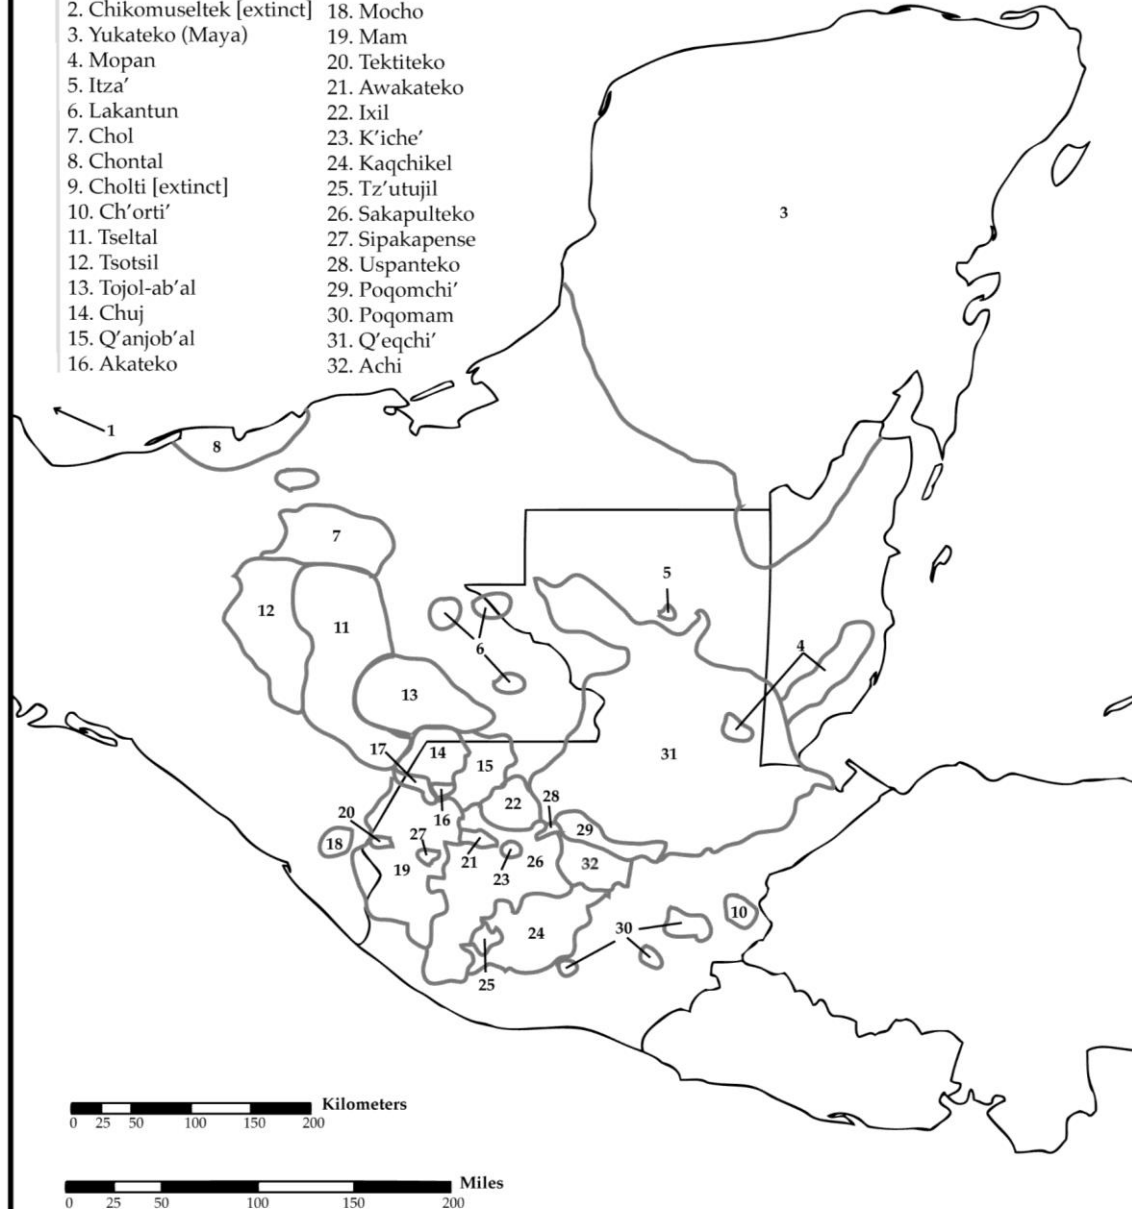 2. Chikomuseltek [extinct]
3. Yukateko (Maya)
4. Mopan
5. Itza’
6. Lakantun
7. Chol
8. Chontal
9. Cholti [extinct]
10. Ch’orti’
11. Tseltal
12. Tsotsil
13. Tojol-ab’al
14. Chuj
15. Q’anjob’al
16. Akateko
18. Mocho
19. Mam
20. Tektiteko
21. Awakateko
22. Ixil
23. K’iche’
24. Kaqchikel
25. Tz’utujil
26. Sakapulteko
27. Sipakapense
28. Uspanteko
29. Poqomchi’
30. Poqomam
31. Q’eqchi’
32. Achi
3
1
8
7
5
12
11
6
4
13
17
14
15
31
22
28
20
16
29
18
27
21
26
32
19
23
10
24
30
25
Kilometers
0 25 50 100 150 200
Miles
0 25 50 100 150 200